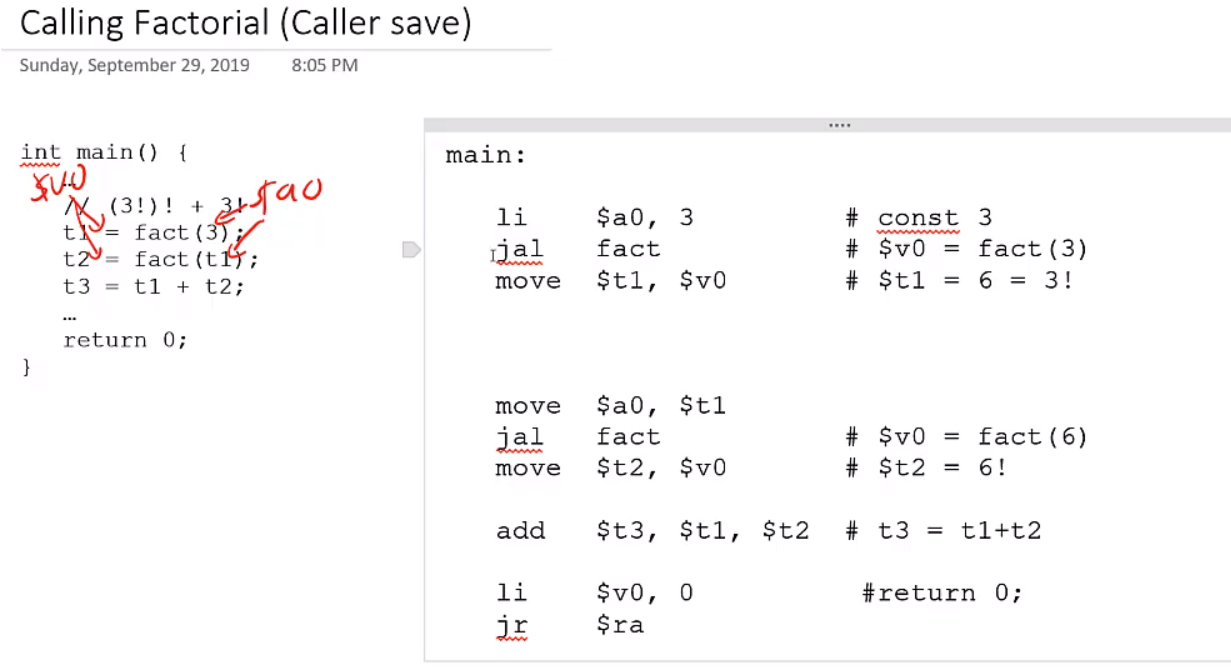 Calling Factorial (Caller save)
Sunday, September 29, 2019 8:05 PM
int main() {
…
$v0
// (3!)! + 3!
$a0
t1 = fact(3);
t2 = fact(t1);
t3 = t1 + t2;
…
return 0;
}
main:
li $a0, 3 # const 3
jal fact # $v0 = fact(3)
move $t1, $v0 # $t1 = 6 = 3!
move $a0, $t1
jal fact # $v0 = fact(6)
move $t2, $v0 # $t2 = 6!
add $t3, $t1, $t2 # t3 = t1+t2
li $v0, 0 #return 0;
jr $ra